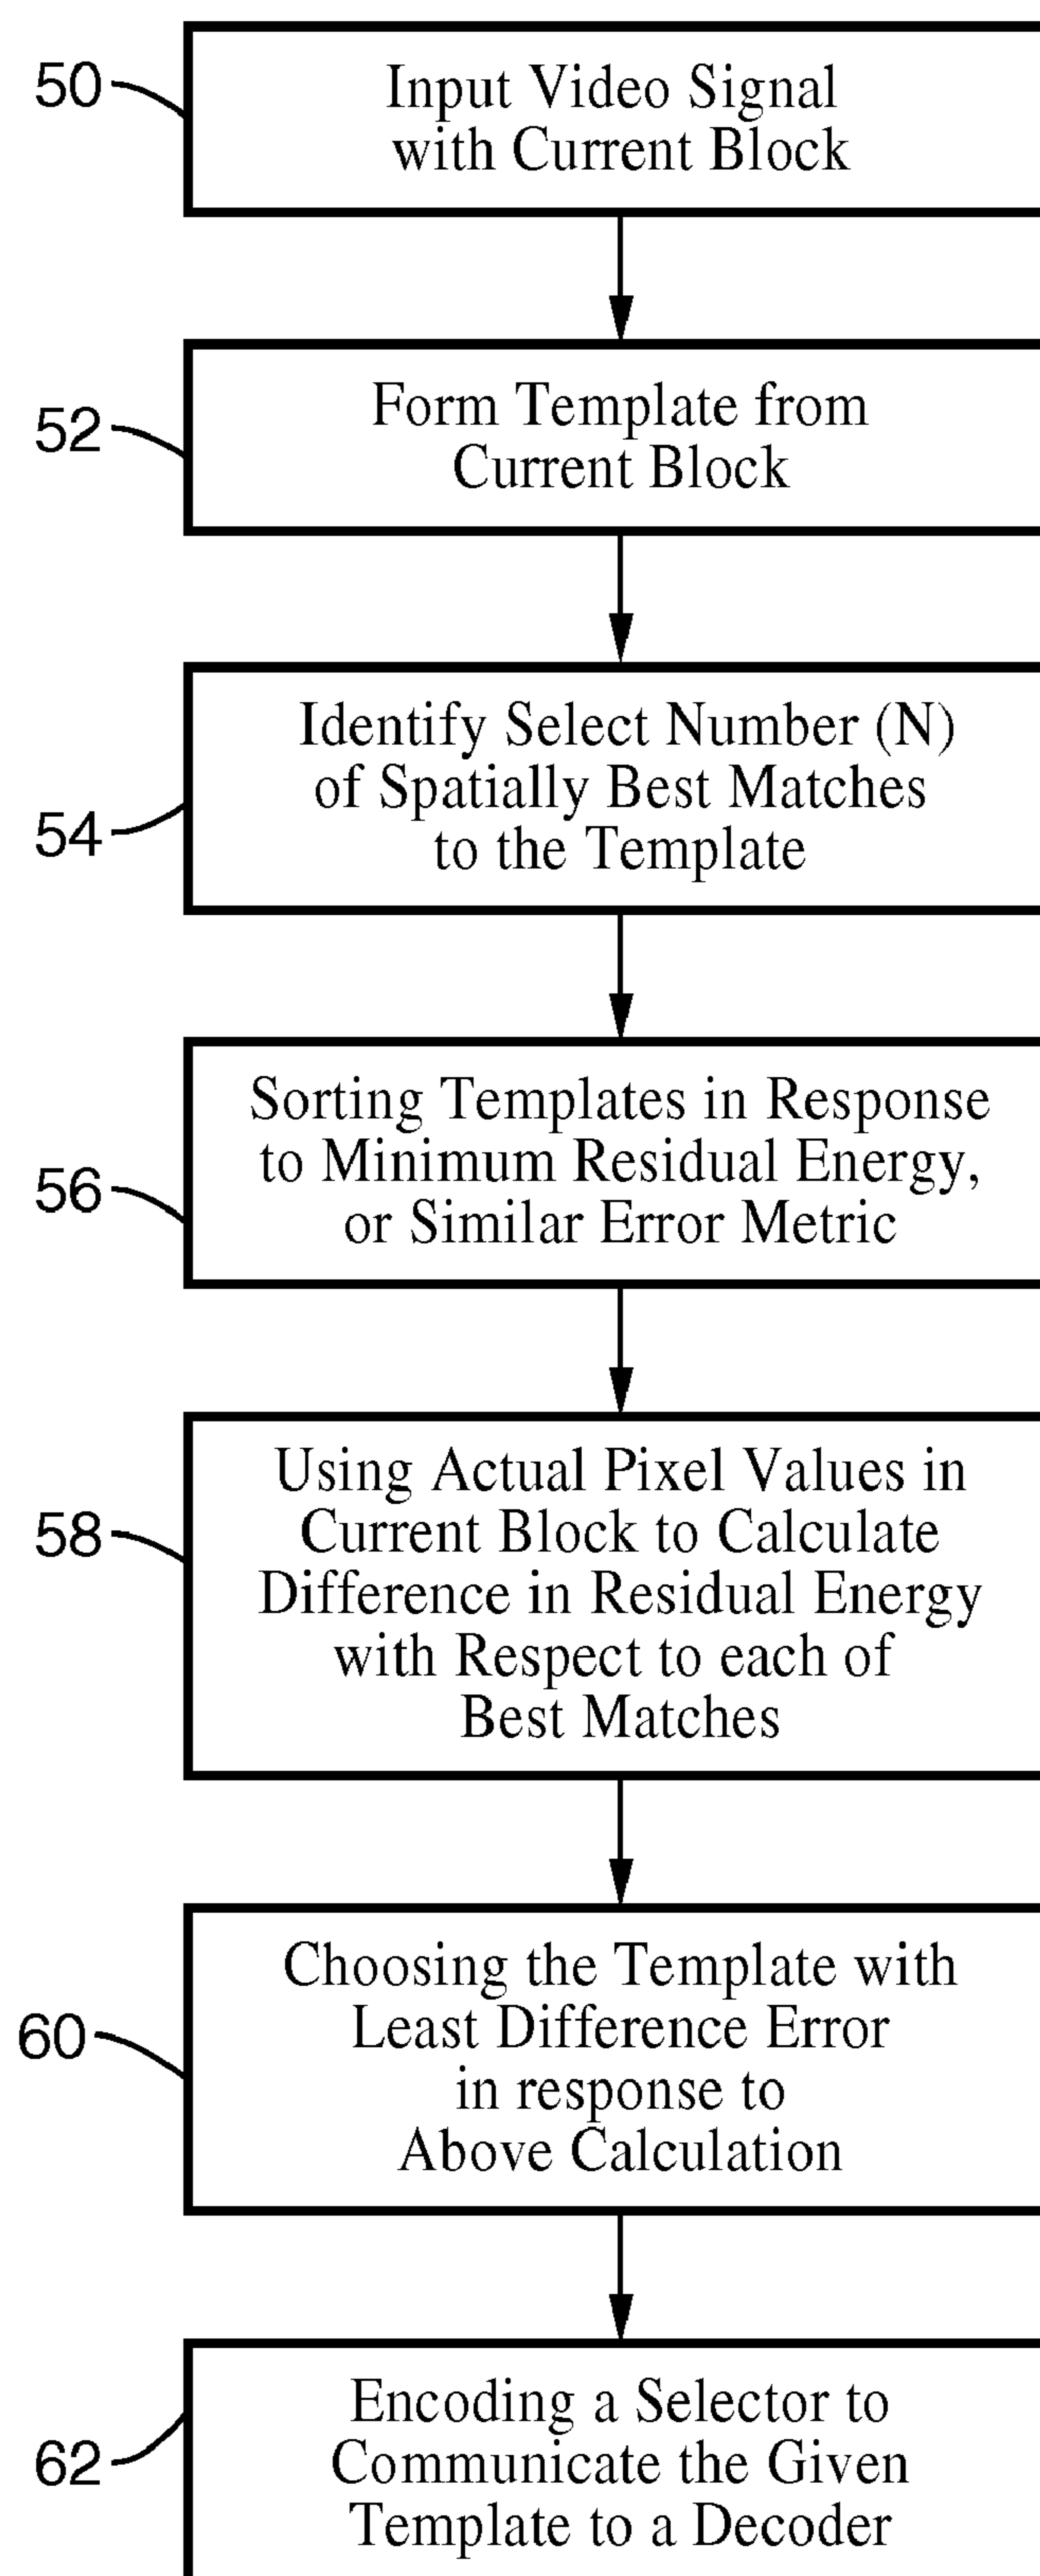 50
Input Video Signal
with Current Block
52
Form Template from
Current Block
54
Identify Select Number (N)
of Spatially Best Matches
to the Template
56
Sorting Templates in Response
to Minimum Residual Energy,
or Similar Error Metric
58
Using Actual Pixel Values in
Current Block to Calculate
Difference in Residual Energy
with Respect to each of
Best Matches
60
Choosing the Template with
Least Difference Error
in response to
Above Calculation
62
Encoding a Selector to
Communicate the Given
Template to a Decoder